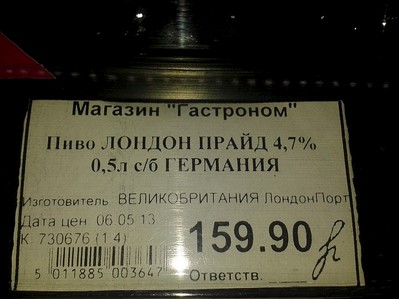 Магазин "Гастроном"
Пиво ЛОНДОН ПРАЙД 4,7%
0,5л с/б ГЕРМАНИЯ
Изготовитель ВЕЛИКОБРИТАНИЯ ЛондонПорт
Дата цен 06.05.13
К. 730676 (1 4)
159.90
5 011885 003647
Ответств.